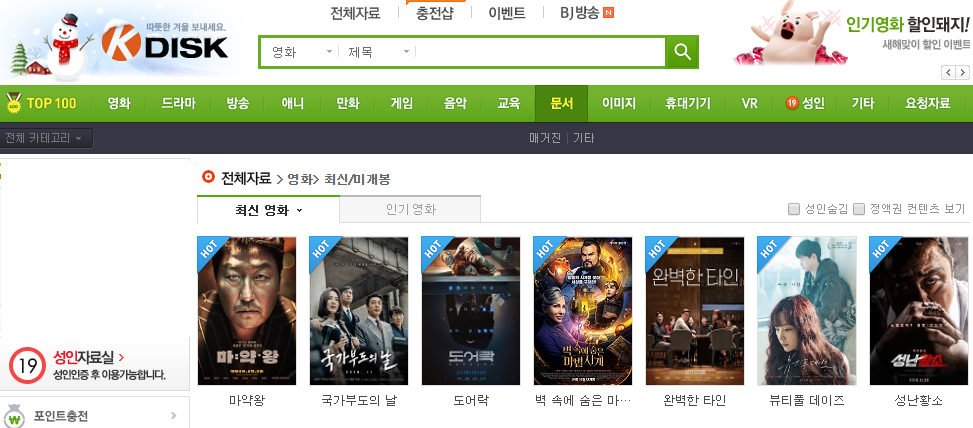 전체자료 충전샵 이벤트 BJ방송 N
따뜻한 겨울 보내세요.
KDISK
영화 제목
인기영화 할인돼지!
새해맞이 할인 이벤트
TOP 100 영화 드라마 방송 애니 만화 게임 음악 교육 문서 이미지 휴대기기 VR 19 성인 기타 요청자료
전체 카테고리 매거진 기타
전체자료 > 영화> 최신/미개봉
최신 영화 인기 영화 성인숨김 정액권 컨텐츠 보기
HOT HOT HOT HOT HOT HOT HOT
마·약·왕 국가부도의 날 도어락 벽 속에 숨은 마법시계 완벽한 타인 성난황소
마약왕 국가부도의 날 도어락 벽 속에 숨은 마… 완벽한 타인 뷰티풀 데이즈 성난황소
19 성인자료실 >
성인인증 후 이용가능합니다.
포인트충전 >